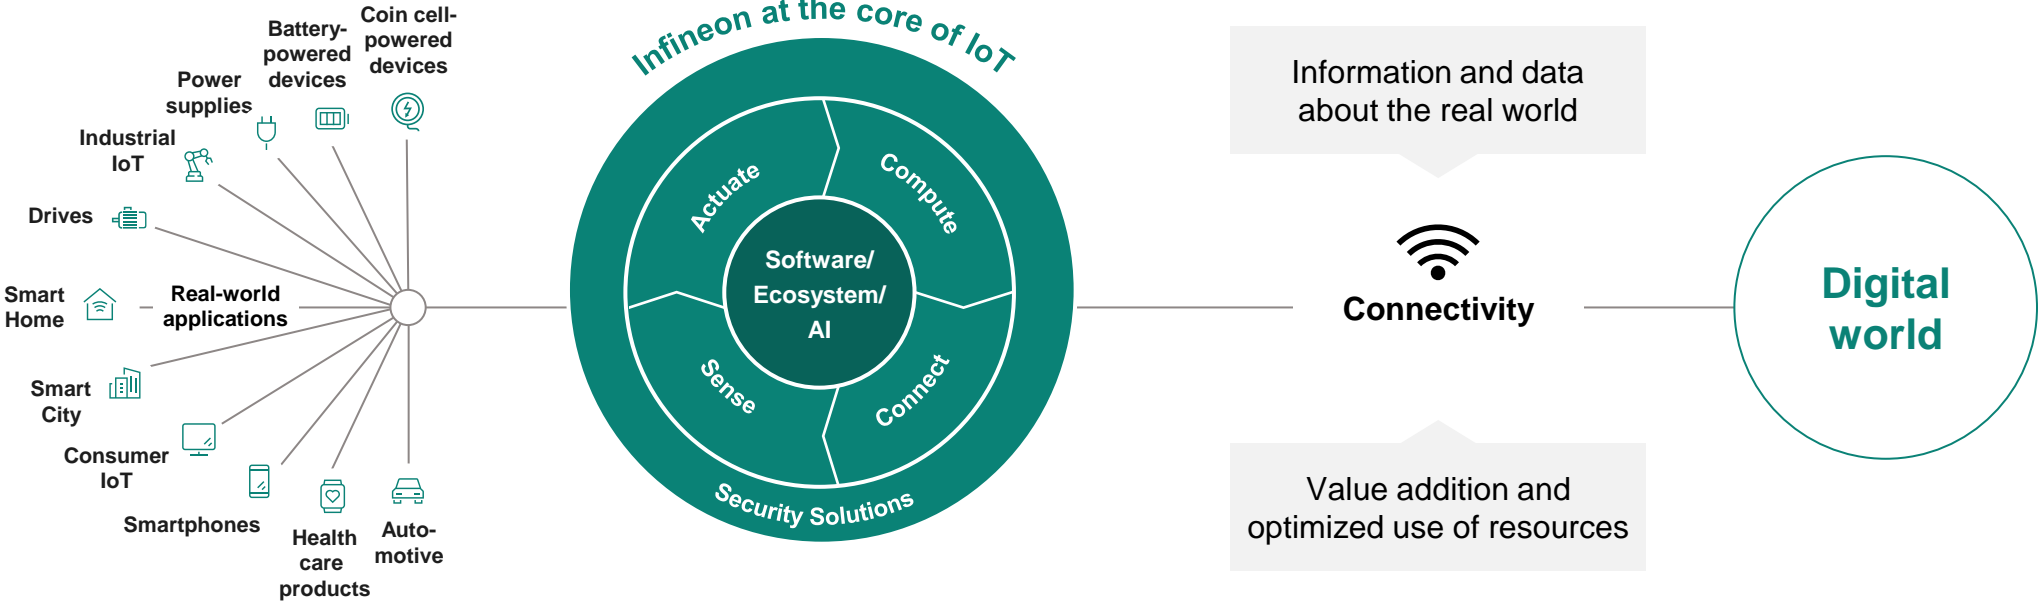 Coin cell-
powered
devices
Battery-
powered
devices
Power
supplies
Industrial
IoT
Drives
Smart
Home
Real-world
applications
Smart
City
Consumer
IoT
Smartphones
Health
care
products
Auto-
motive
Infineon at the core of IoT
Actuate
Compute
Software/
Ecosystem/
AI
Sense
Connect
Security Solutions
Information and data
about the real world
Connectivity
Value addition and
optimized use of resources
Digital
world